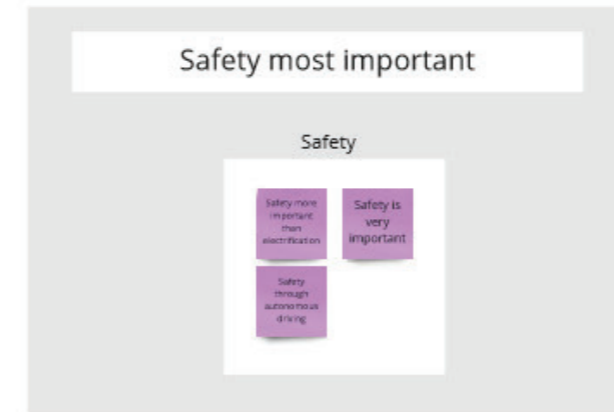 Safety most important
Safety
Safety more
important
than
electrification
Safety is
very
important
Safety
through
autonomous
driving